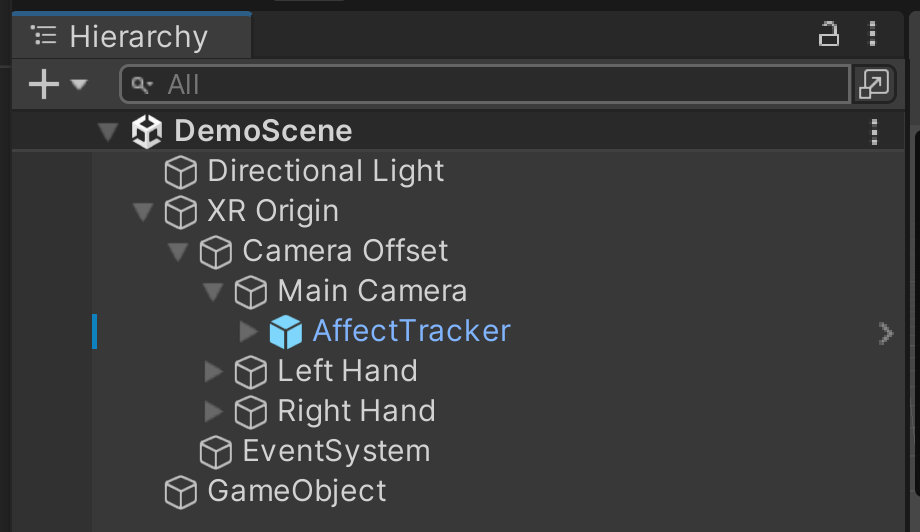 Hierarchy
All
DemoScene
Directional Light
XR Origin
Camera Offset
Main Camera
AffectTracker
Left Hand
Right Hand
EventSystem
GameObject